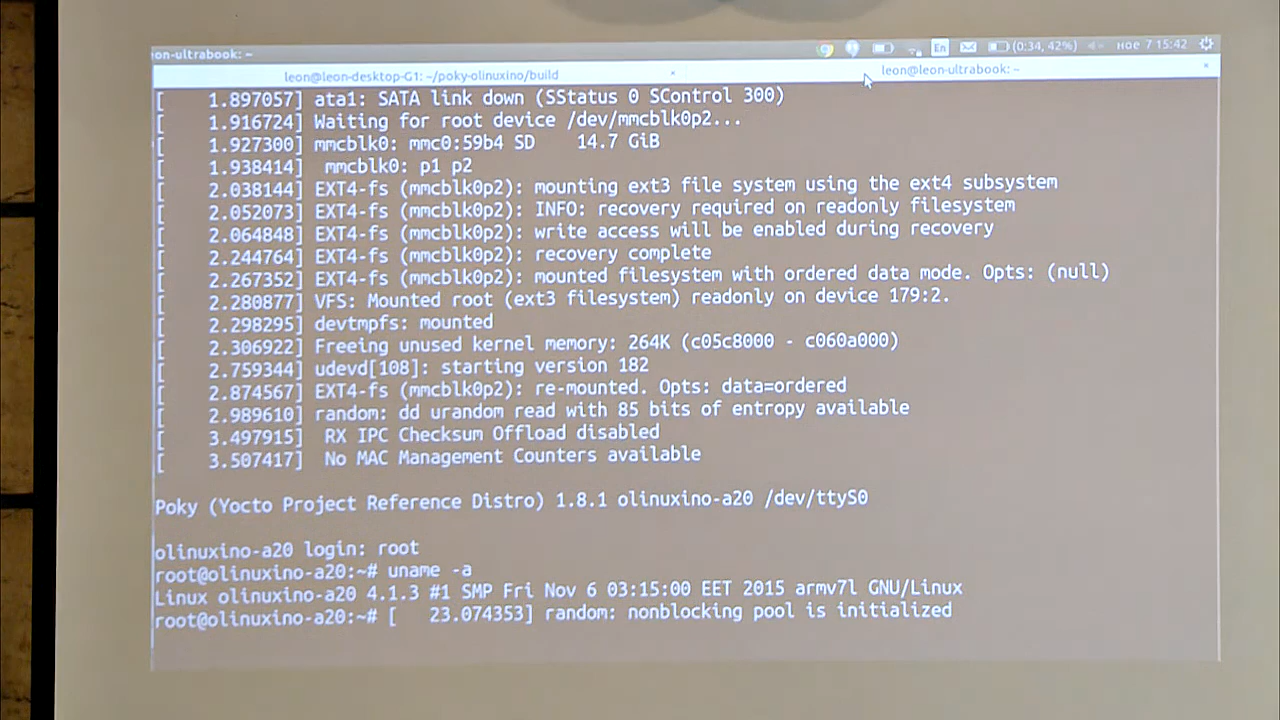 eon-ultrabook: ~
En (0:34, 42%) ное 7 15:42
leon@leon-desktop-G1: ~/poky-olinuxino/build × leon@leon-ultrabook: ~ ×
[ 1.897057] ata1: SATA link down (SStatus 0 SControl 300)
[ 1.916724] Waiting for root device /dev/mmcblk0p2...
[ 1.927300] mmcblk0: mmc0:59b4 SD 14.7 GiB
[ 1.938414] mmcblk0: p1 p2
[ 2.038144] EXT4-fs (mmcblk0p2): mounting ext3 file system using the ext4 subsystem
[ 2.052073] EXT4-fs (mmcblk0p2): INFO: recovery required on readonly filesystem
[ 2.064848] EXT4-fs (mmcblk0p2): write access will be enabled during recovery
[ 2.244764] EXT4-fs (mmcblk0p2): recovery complete
[ 2.267352] EXT4-fs (mmcblk0p2): mounted filesystem with ordered data mode. Opts: (null)
[ 2.280877] VFS: Mounted root (ext3 filesystem) readonly on device 179:2.
[ 2.298295] devtmpfs: mounted
[ 2.306922] Freeing unused kernel memory: 264K (c05c8000 - c060a000)
[ 2.759344] udevd[108]: starting version 182
[ 2.874567] EXT4-fs (mmcblk0p2): re-mounted. Opts: data=ordered
[ 2.989610] random: dd urandom read with 85 bits of entropy available
[ 3.497915] RX IPC Checksum Offload disabled
[ 3.507417] No MAC Management Counters available
Poky (Yocto Project Reference Distro) 1.8.1 olinuxino-a20 /dev/ttyS0
olinuxino-a20 login: root
root@olinuxino-a20:~# uname -a
Linux olinuxino-a20 4.1.3 #1 SMP Fri Nov 6 03:15:00 EET 2015 armv7l GNU/Linux
root@olinuxino-a20:~# [ 23.074353] random: nonblocking pool is initialized